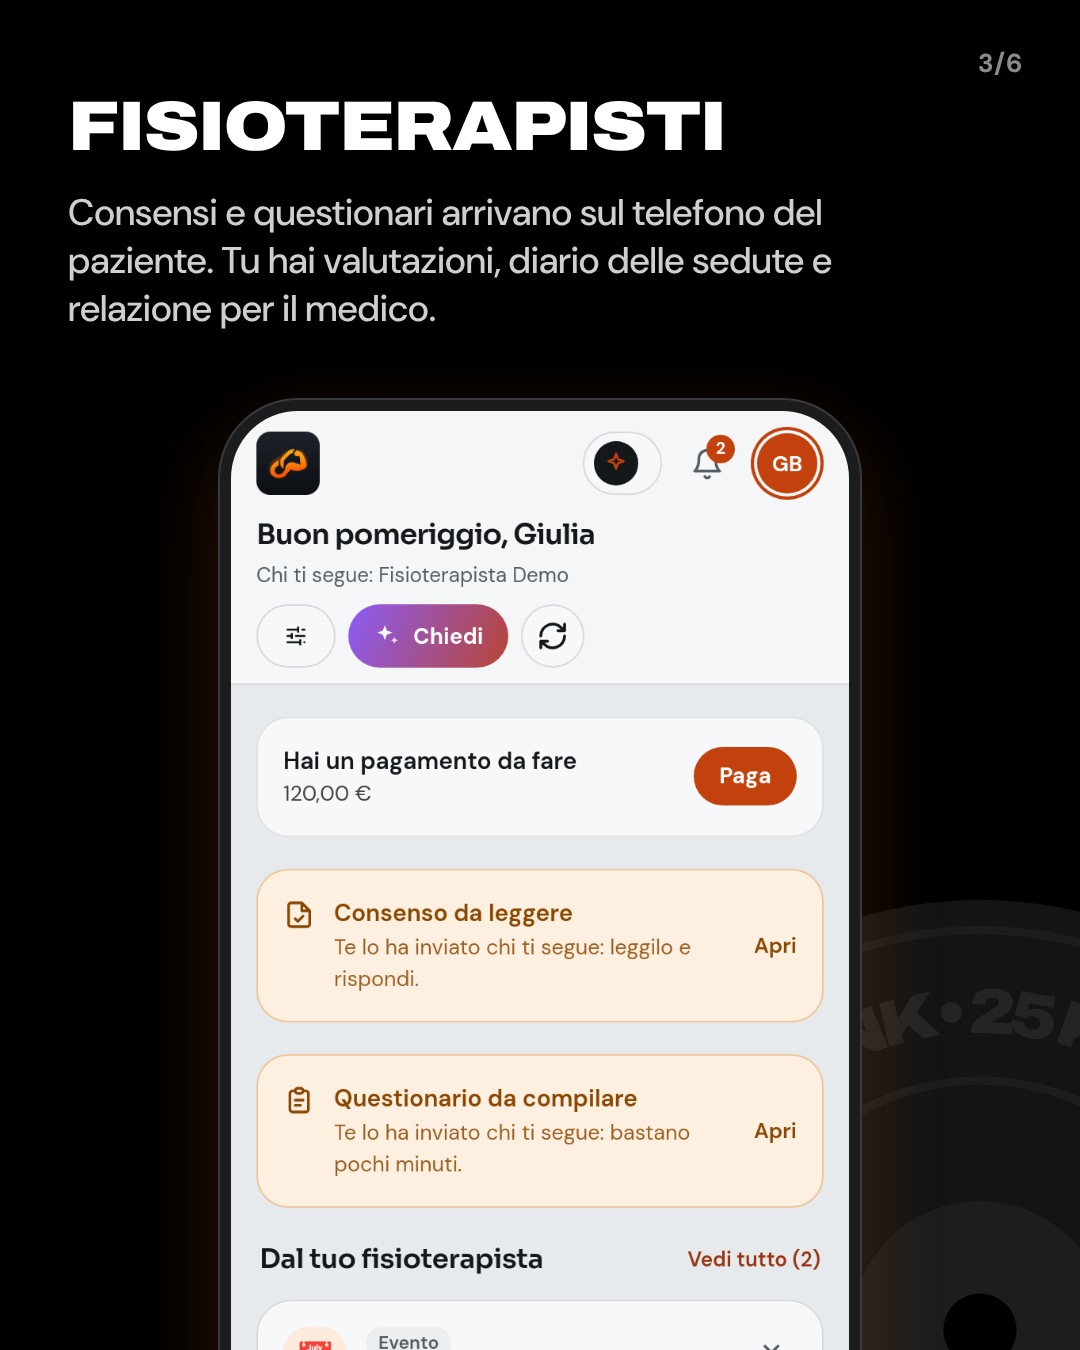 3/6
FISIOTERAPISTI
Consensi e questionari arrivano sul telefono del
paziente. Tu hai valutazioni, diario delle sedute e
relazione per il medico.
2
GB
Buon pomeriggio, Giulia
Chi ti segue: Fisioterapista Demo
Chiedi
Hai un pagamento da fare
120,00 €
Paga
Consenso da leggere
Te lo ha inviato chi ti segue: leggilo e
rispondi.
Apri
Questionario da compilare
Te lo ha inviato chi ti segue: bastano
pochi minuti.
Apri
Dal tuo fisioterapista
Vedi tutto (2)
July
Evento